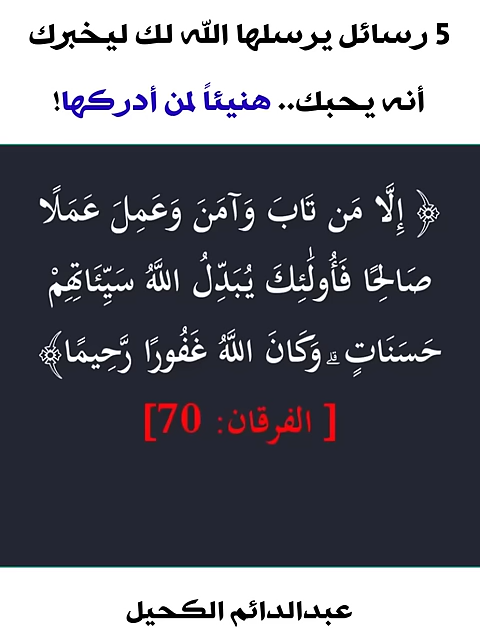 5 رسائل يرسلها الله لك ليخبرك
أنه يحبك.. هنيئاً لمن أدركها!
﴿ إِلَّا مَن تَابَ وَآمَنَ وَعَمِلَ عَمَلًا
صَالِحًا فَأُولَٰئِكَ يُبَدِّلُ اللَّهُ سَيِّئَاتِهِمْ
حَسَنَاتٍ ۗ وَكَانَ اللَّهُ غَفُورًا رَّحِيمًا﴾
[ الفرقان: 70]
عبدالدائم الكحيل